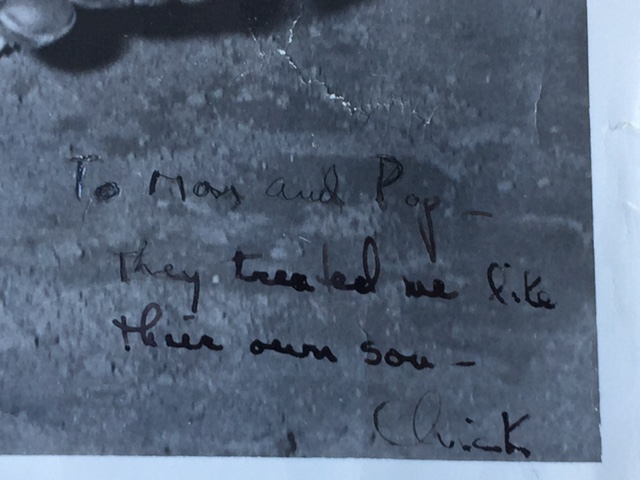 To Mom and Pop –
They treated me like
their own son –
Chick